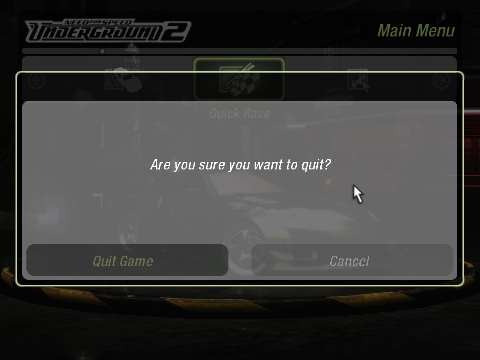 NEED FOR SPEED
UNDERGROUND 2
Main Menu
Quick Race
Are you sure you want to quit?
Quit Game
Cancel